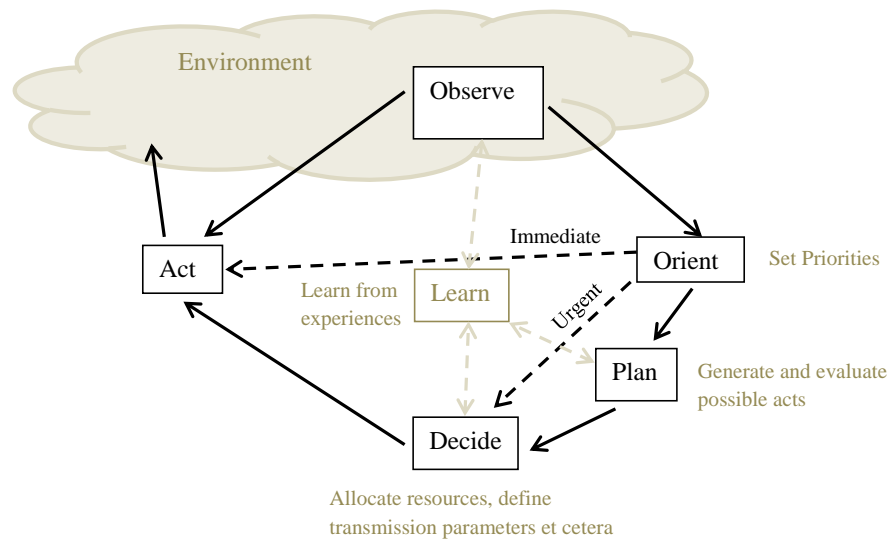 Environment
Observe
Immediate
Act
Orient
Set Priorities
Learn from
experiences
Learn
Urgent
Plan
Generate and evaluate
possible acts
Decide
Allocate resources, define
transmission parameters et cetera